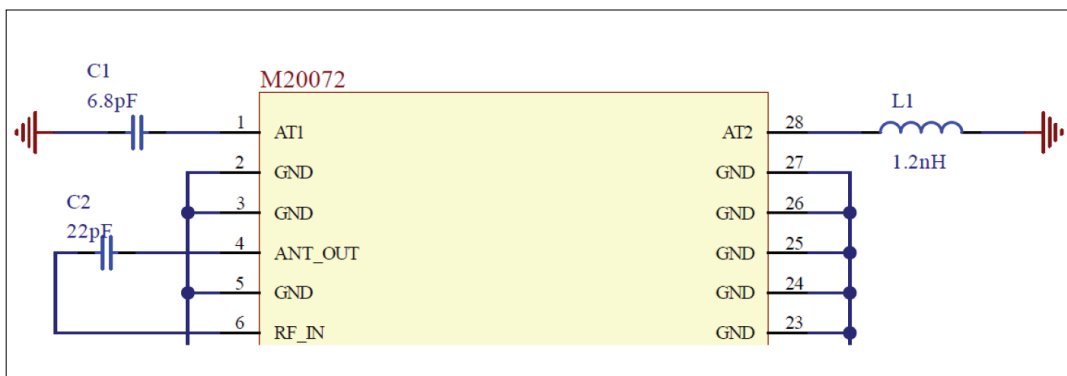 C1
6.8pF
M20072
L1
1.2nH
1 AT1 AT2 28
2 GND GND 27
C2
22pF
3 GND GND 26
4 ANT_OUT GND 25
5 GND GND 24
6 RF_IN GND 23